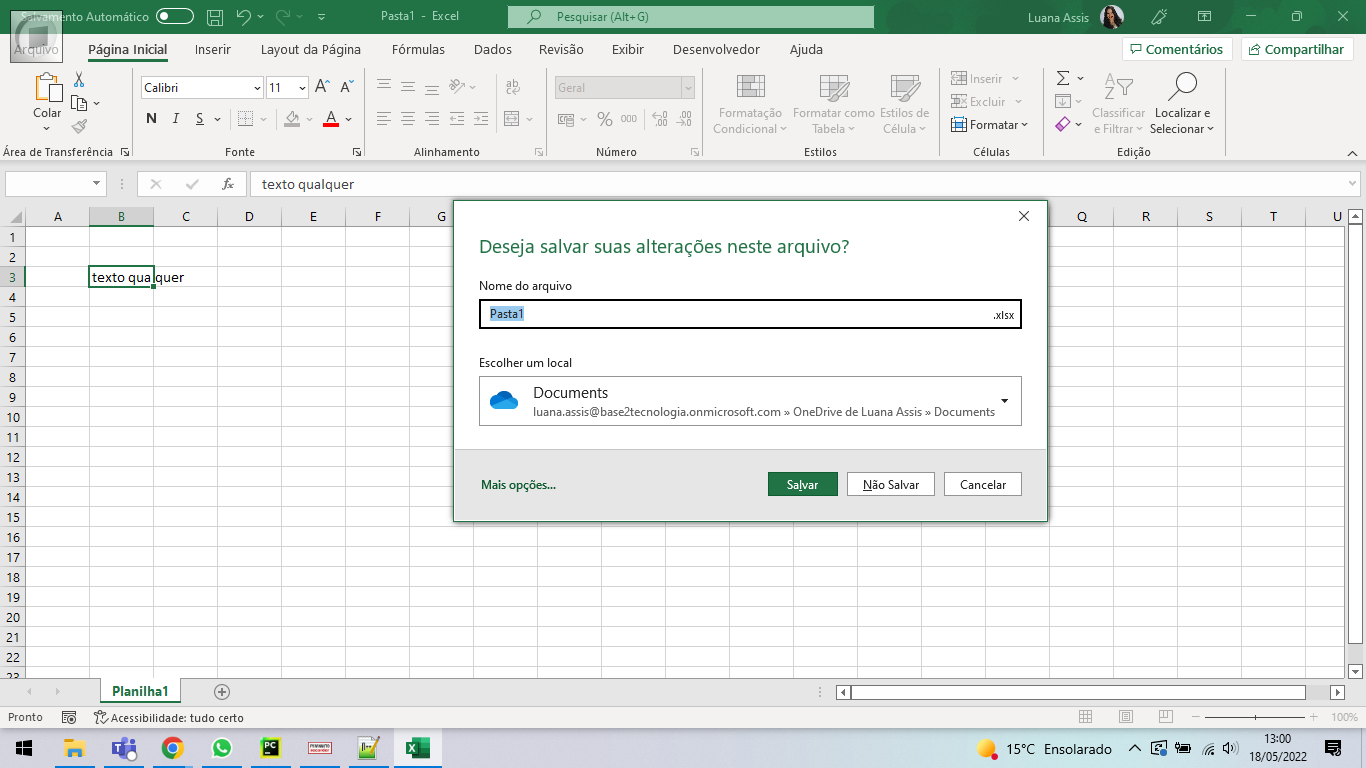 Salvamento Automático
Pasta1 - Excel
Pesquisar (Alt+G)
Luana Assis
Arquivo
Página Inicial
Inserir
Layout da Página
Fórmulas
Dados
Revisão
Exibir
Desenvolvedor
Ajuda
Comentários
Compartilhar
Colar
Calibri
11
N I S
A
Geral
% 000
Formatação Condicional
Formatar como Tabela
Estilos de Célula
Inserir
Excluir
Formatar
Classificar e Filtrar
Localizar e Selecionar
Área de Transferência
Fonte
Alinhamento
Número
Estilos
Células
Edição
fx
texto qualquer
A B C D E F G Q R S T U
1
2
3 texto qualquer
4
5
6
7
8
9
10
11
12
13
14
15
16
17
18
19
20
21
22
23
Deseja salvar suas alterações neste arquivo?
Nome do arquivo
Pasta1 .xlsx
Escolher um local
Documents
luana.assis@base2tecnologia.onmicrosoft.com » OneDrive de Luana Assis » Documents
Mais opções...
Salvar
Não Salvar
Cancelar
Planilha1
Pronto
Acessibilidade: tudo certo
100%
15°C Ensolarado
13:00
18/05/2022